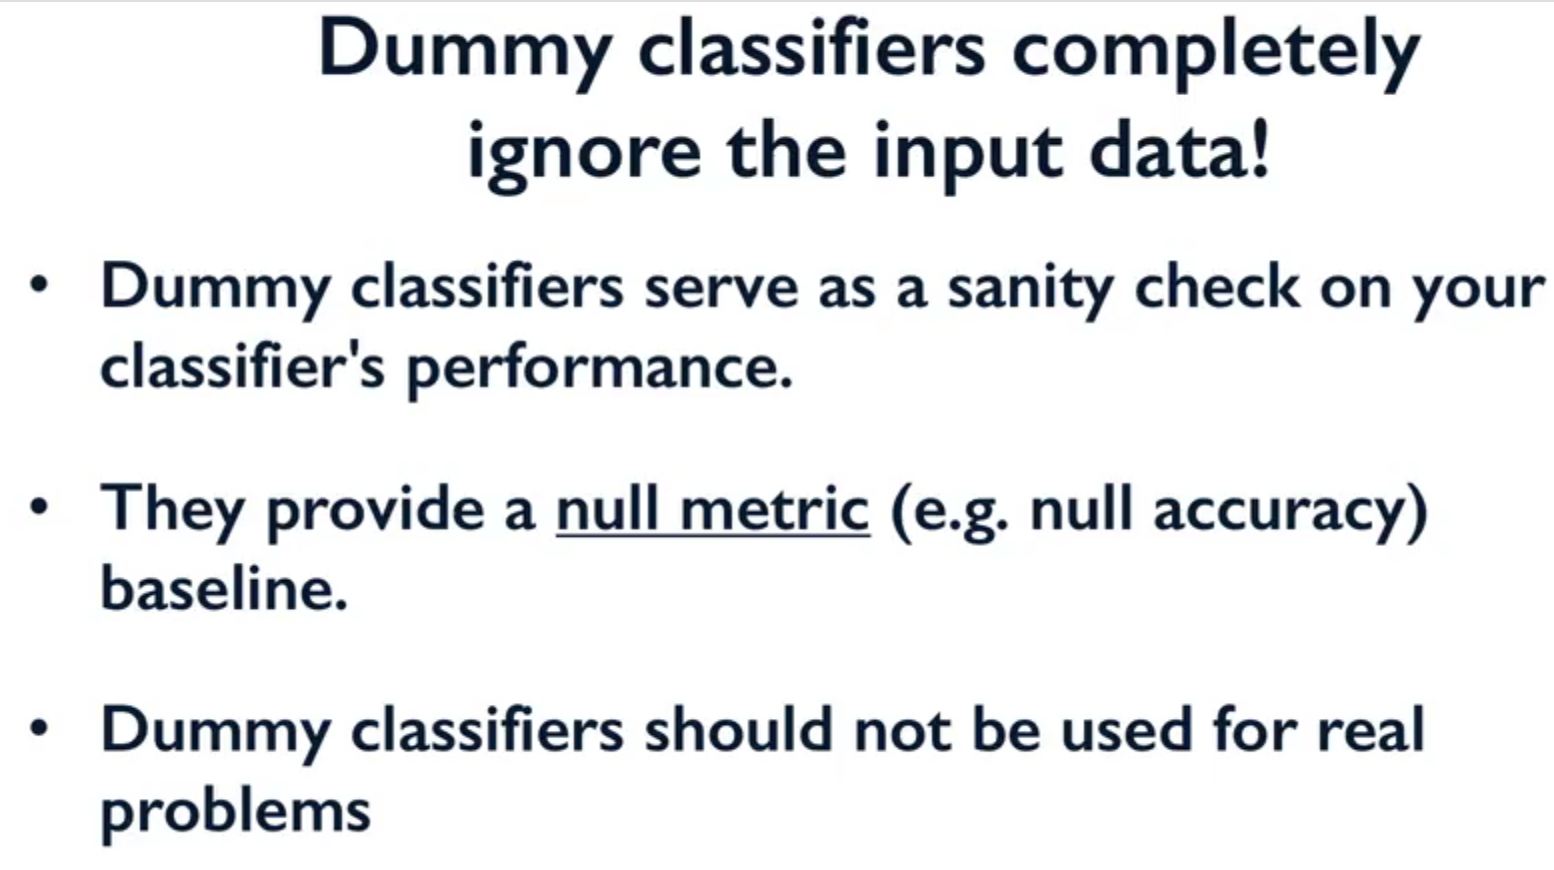 Dummy classifiers completely
ignore the input data!
• Dummy classifiers serve as a sanity check on your
classifier's performance.
• They provide a null metric (e.g. null accuracy)
baseline.
• Dummy classifiers should not be used for real
problems